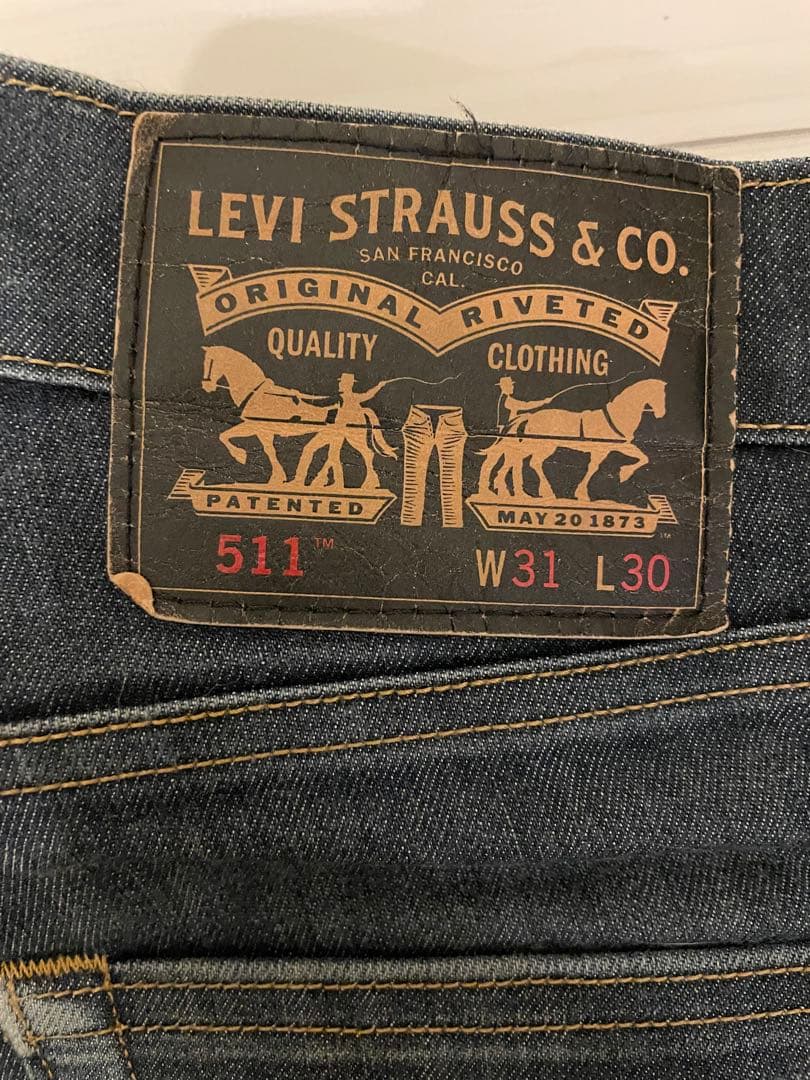 LEVI STRAUSS & CO.
SAN FRANCISCO
CAL.
ORIGINAL RIVETED
QUALITY CLOTHING
PATENTED MAY 20 1873
511™ W31 L30